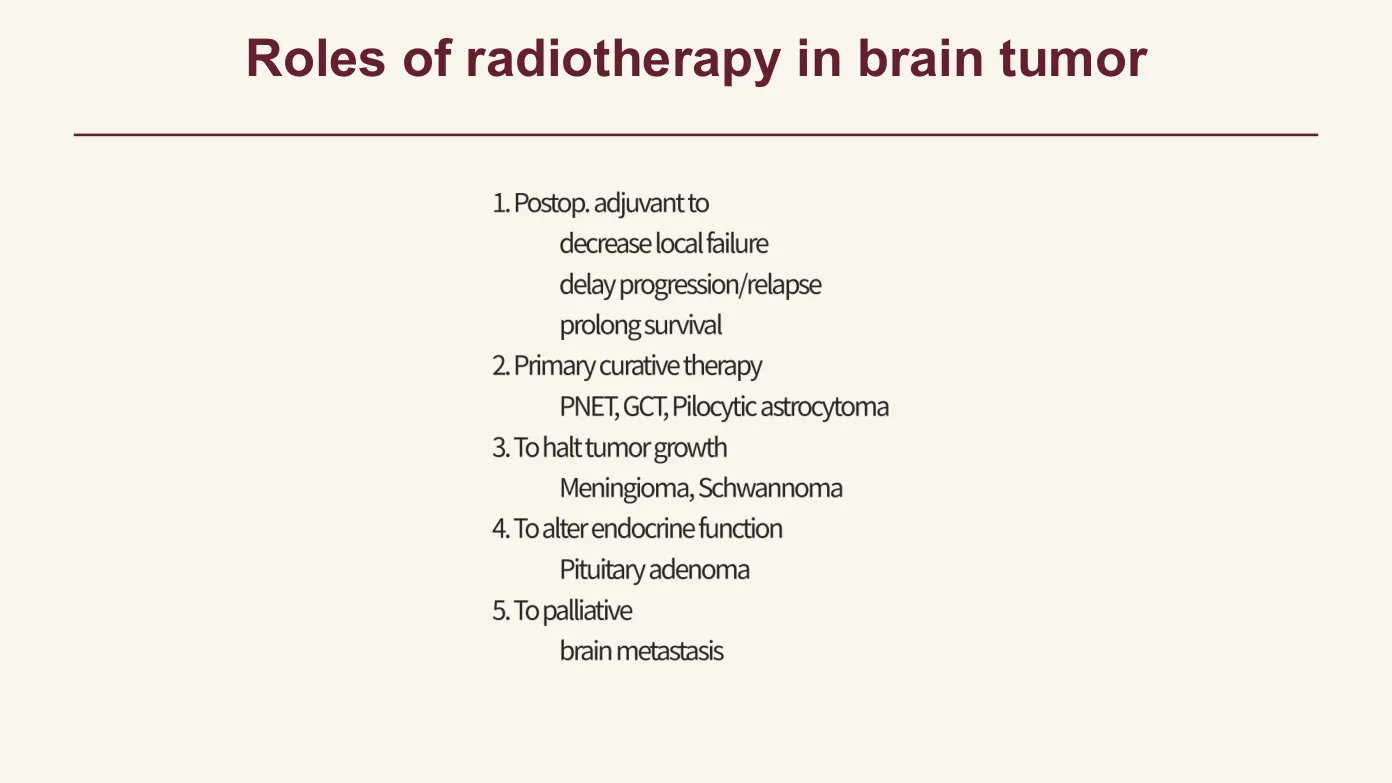 Roles of radiotherapy in brain tumor
1. Postop. adjuvant to
decrease local failure
delay progression/relapse
prolong survival
2. Primary curative therapy
PNET, GCT, Pilocytic astrocytoma
3. To halt tumor growth
Meningioma, Schwannoma
4. To alter endocrine function
Pituitary adenoma
5. To palliative
brain metastasis